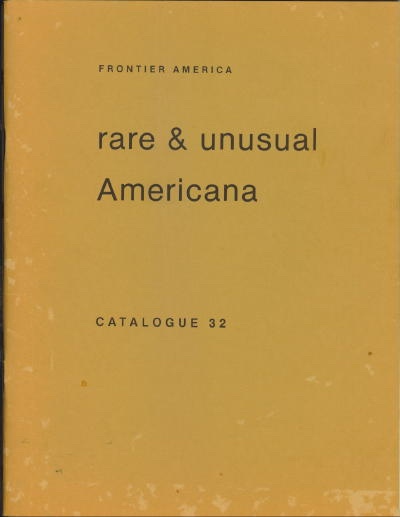 FRONTIER AMERICA
rare & unusual
Americana
CATALOGUE 32